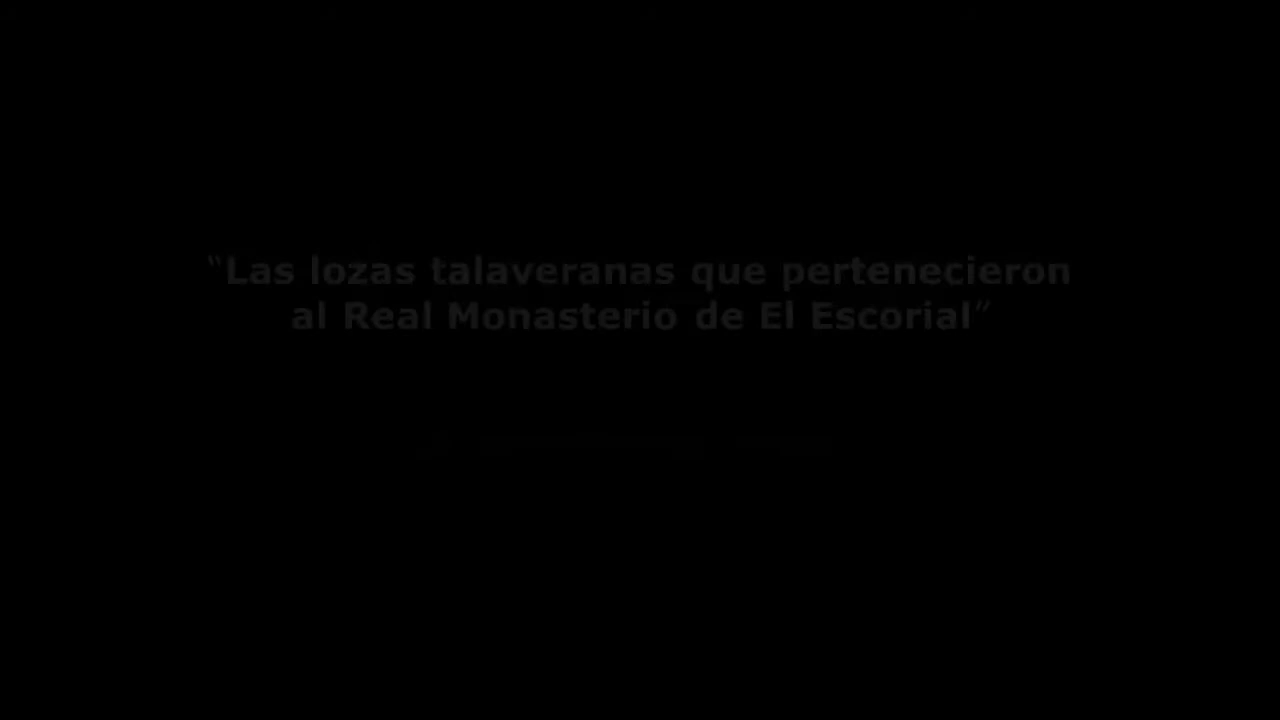 “Las lozas talaveranas que pertenecieron
al Real Monasterio de El Escorial”